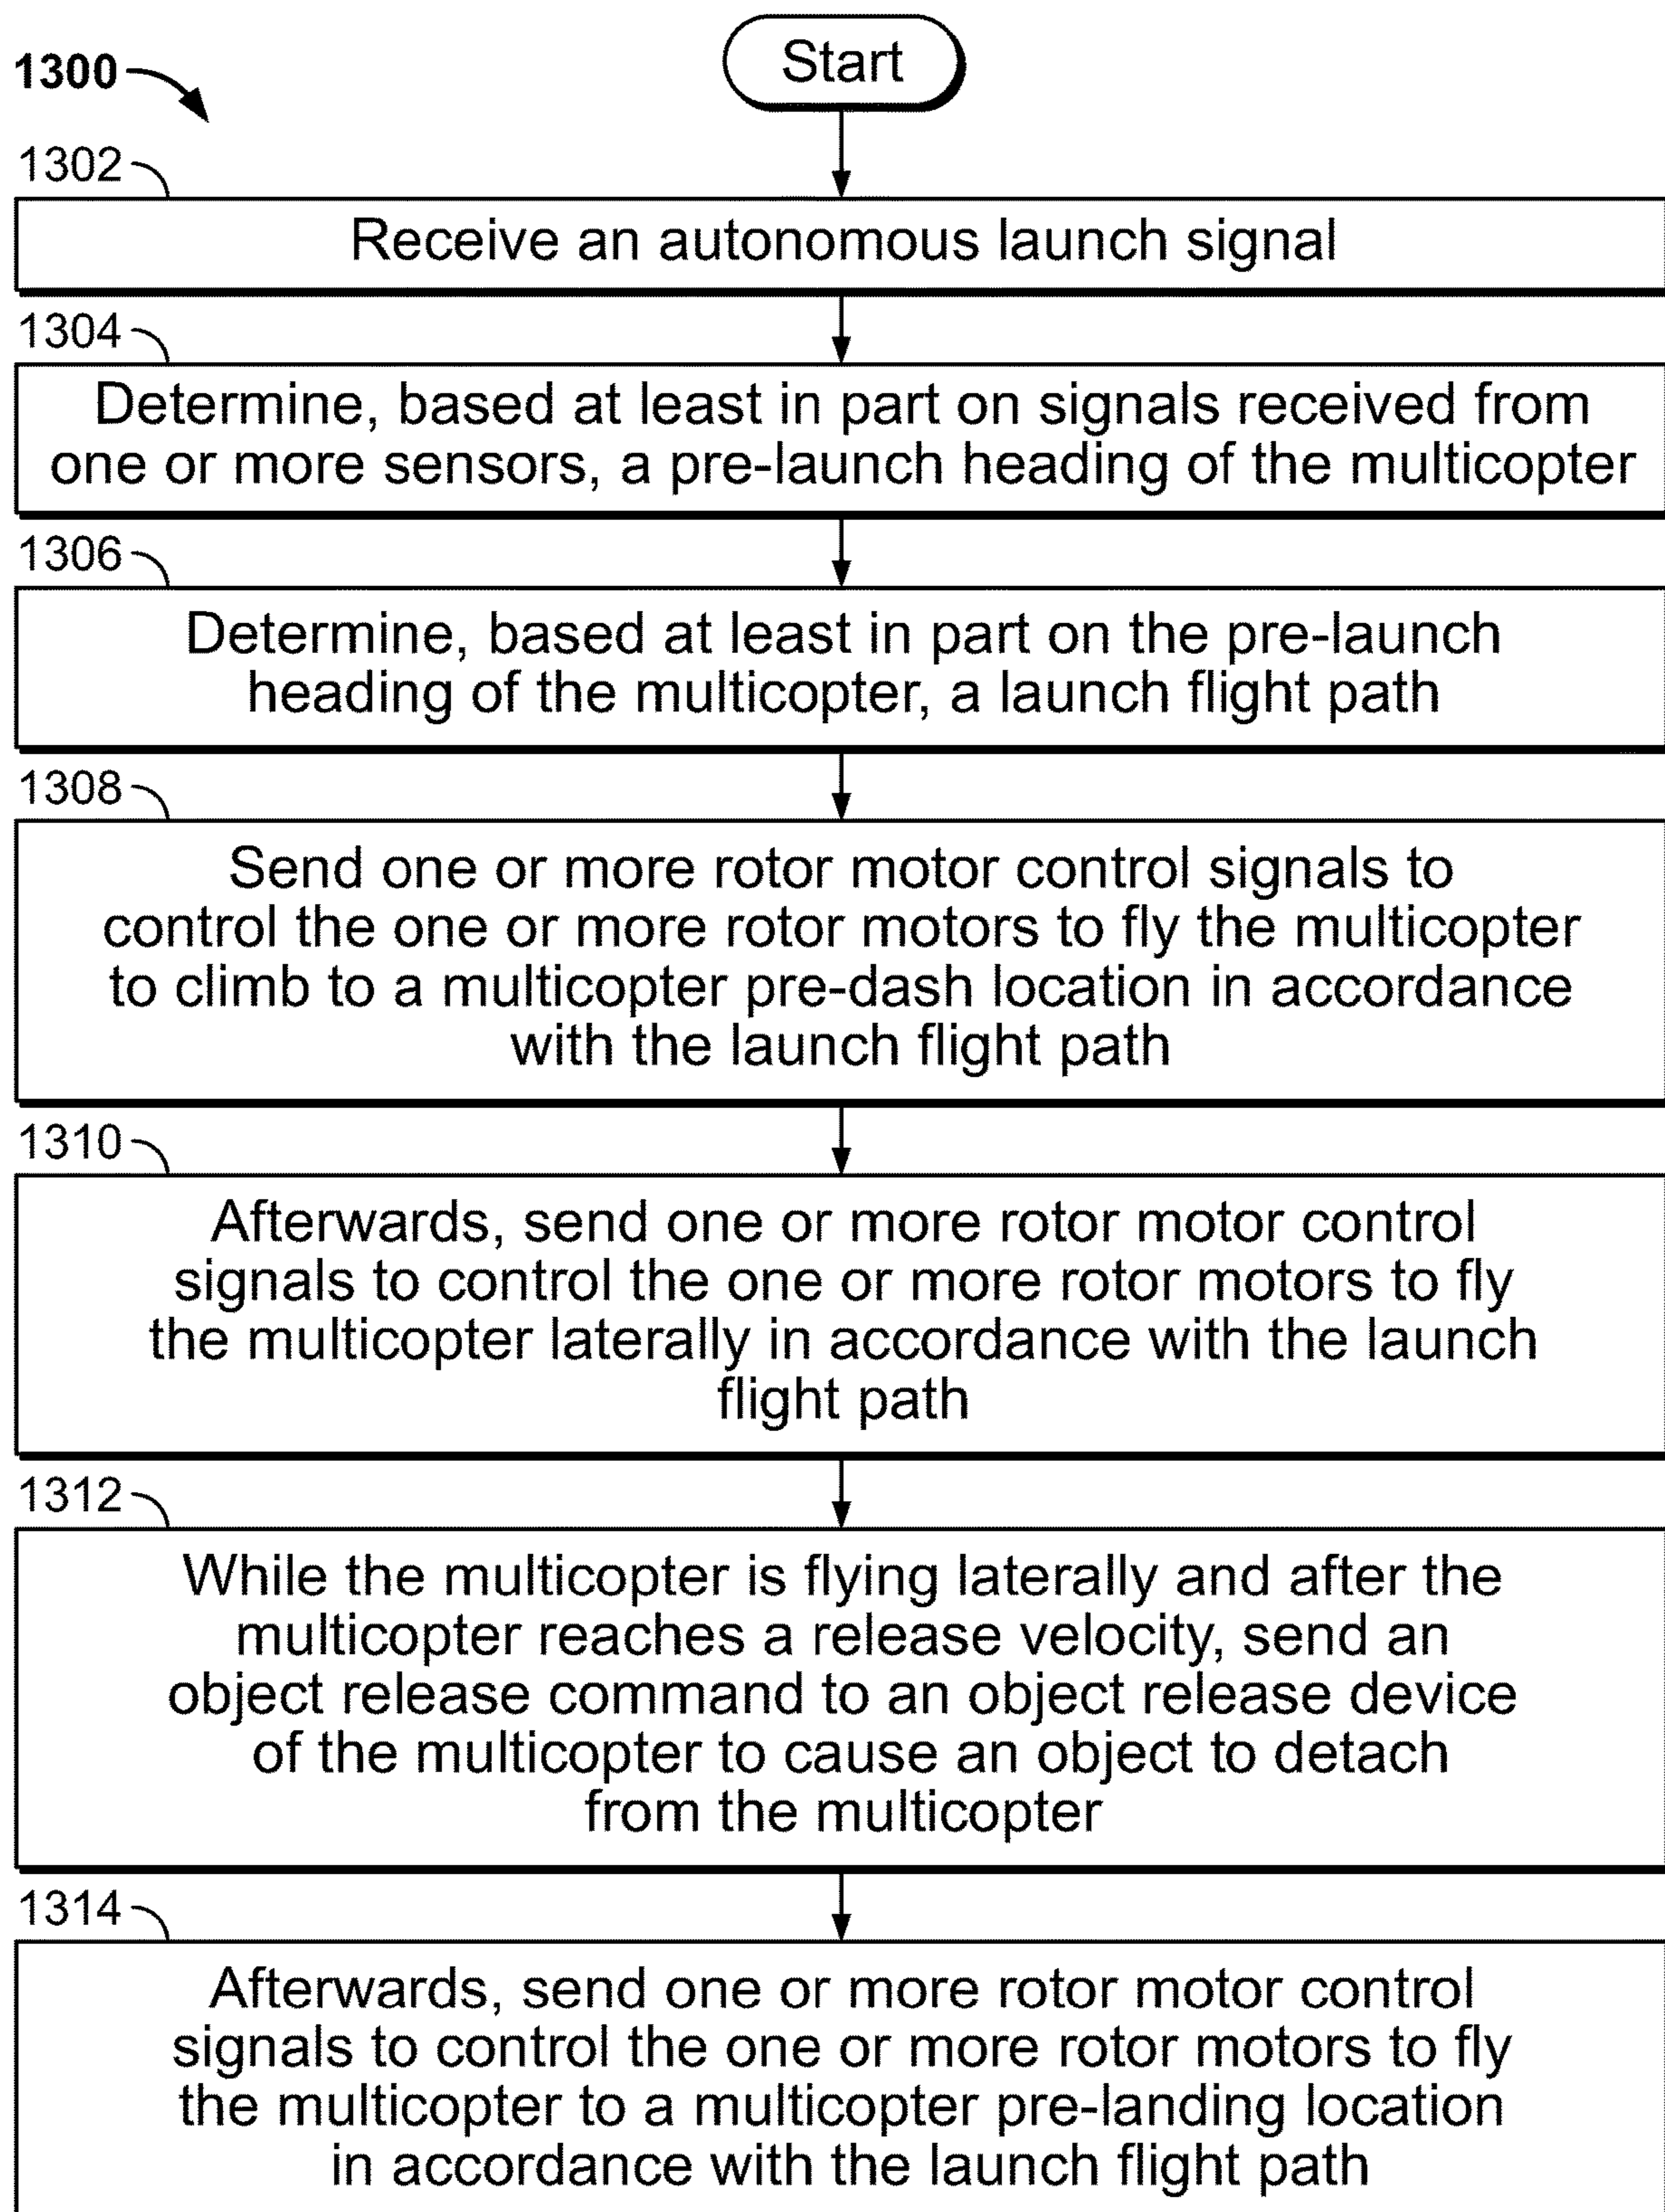 Start
1300
1302
Receive an autonomous launch signal
1304
Determine, based at least in part on signals received from
one or more sensors, a pre-launch heading of the multicopter
1306
Determine, based at least in part on the pre-launch
heading of the multicopter, a launch flight path
1308
Send one or more rotor motor control signals to
control the one or more rotor motors to fly the multicopter
to climb to a multicopter pre-dash location in accordance
with the launch flight path
1310
Afterwards, send one or more rotor motor control
signals to control the one or more rotor motors to fly
the multicopter laterally in accordance with the launch
flight path
1312
While the multicopter is flying laterally and after the
multicopter reaches a release velocity, send an
object release command to an object release device
of the multicopter to cause an object to detach
from the multicopter
1314
Afterwards, send one or more rotor motor control
signals to control the one or more rotor motors to fly
the multicopter to a multicopter pre-landing location
in accordance with the launch flight path